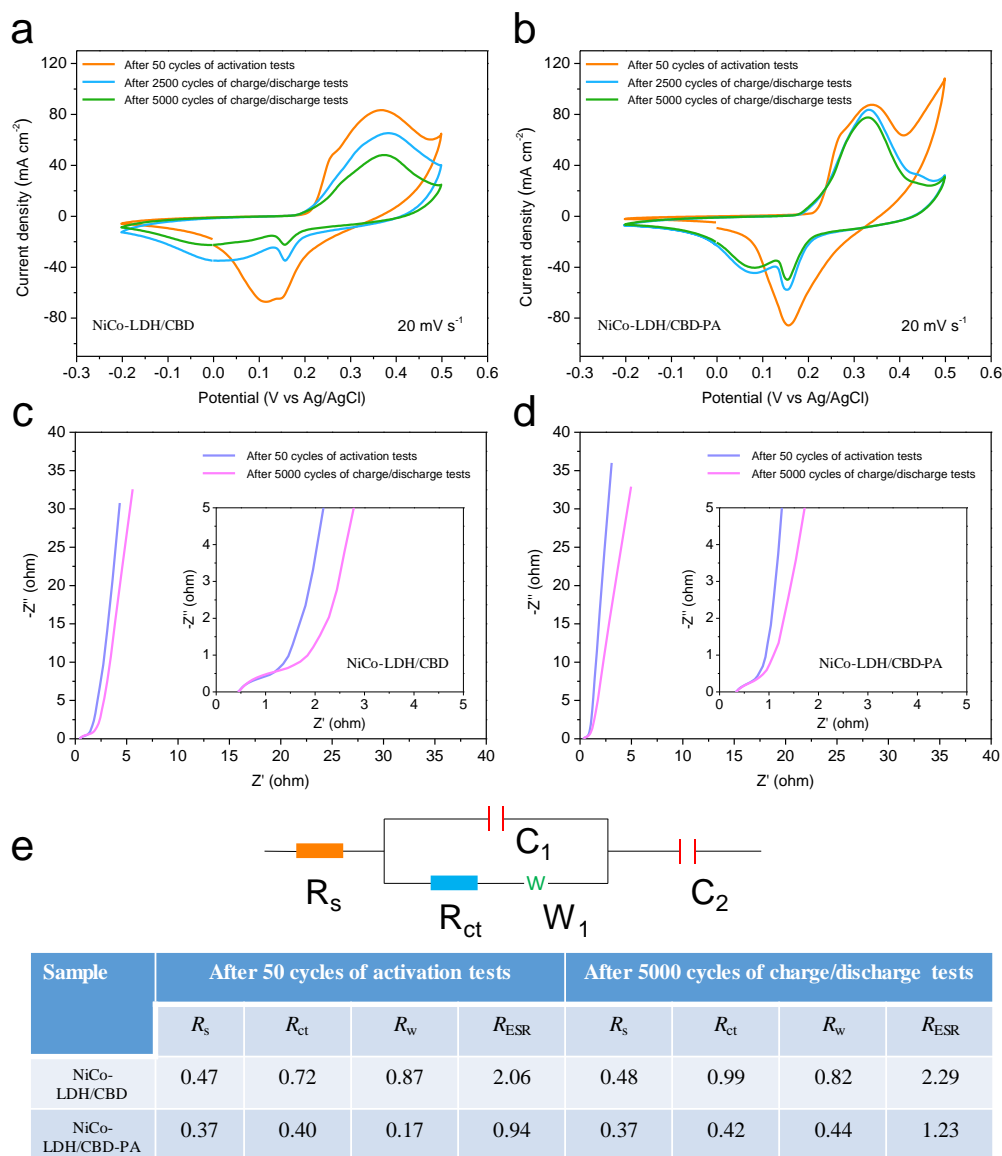 a
b
120
80
40
0
-40
-80
Current density (mA cm-2)
After 50 cycles of activation tests
After 2500 cycles of charge/discharge tests
After 5000 cycles of charge/discharge tests
NiCo-LDH/CBD
20 mV s-1
-0.3 -0.2 -0.1 0.0 0.1 0.2 0.3 0.4 0.5 0.6
Potential (V vs Ag/AgCl)
120
80
40
0
-40
-80
Current density (mA cm-2)
After 50 cycles of activation tests
After 2500 cycles of charge/discharge tests
After 5000 cycles of charge/discharge tests
NiCo-LDH/CBD-PA
20 mV s-1
-0.3 -0.2 -0.1 0.0 0.1 0.2 0.3 0.4 0.5 0.6
Potential (V vs Ag/AgCl)
c
d
40
35
30
25
20
15
10
5
0
-Z'' (ohm)
After 50 cycles of activation tests
After 5000 cycles of charge/discharge tests
5
4
3
2
1
0
-Z'' (ohm)
NiCo-LDH/CBD
0 1 2 3 4 5
Z' (ohm)
0 5 10 15 20 25 30 35 40
Z' (ohm)
40
35
30
25
20
15
10
5
0
-Z'' (ohm)
After 50 cycles of activation tests
After 5000 cycles of charge/discharge tests
5
4
3
2
1
0
-Z'' (ohm)
NiCo-LDH/CBD-PA
0 1 2 3 4 5
Z' (ohm)
0 5 10 15 20 25 30 35 40
Z' (ohm)
e
C1
Rs
W
Rct
W1
C2
Sample After 50 cycles of activation tests After 5000 cycles of charge/discharge tests
Rs Rct Rw RESR Rs Rct Rw RESR
NiCo-
LDH/CBD
0.47 0.72 0.87 2.06 0.48 0.99 0.82 2.29
NiCo-
LDH/CBD-PA
0.37 0.40 0.17 0.94 0.37 0.42 0.44 1.23